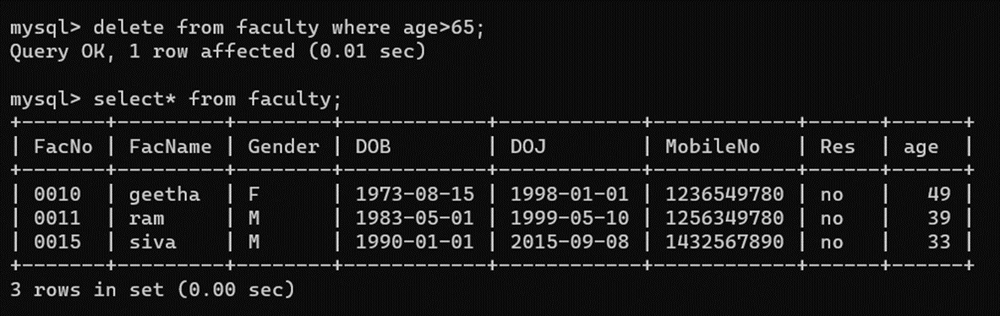 mysql> delete from faculty where age>65;
Query OK, 1 row affected (0.01 sec)

mysql> select* from faculty;
+-------+---------+--------+------------+------------+------------+------+------+
| FacNo | FacName | Gender | DOB        | DOJ        | MobileNo   | Res  | age  |
+-------+---------+--------+------------+------------+------------+------+------+
| 0010  | geetha  | F      | 1973-08-15 | 1998-01-01 | 1236549780 | no   |   49 |
| 0011  | ram     | M      | 1983-05-01 | 1999-05-10 | 1256349780 | no   |   39 |
| 0015  | siva    | M      | 1990-01-01 | 2015-09-08 | 1432567890 | no   |   33 |
+-------+---------+--------+------------+------------+------------+------+------+
3 rows in set (0.00 sec)